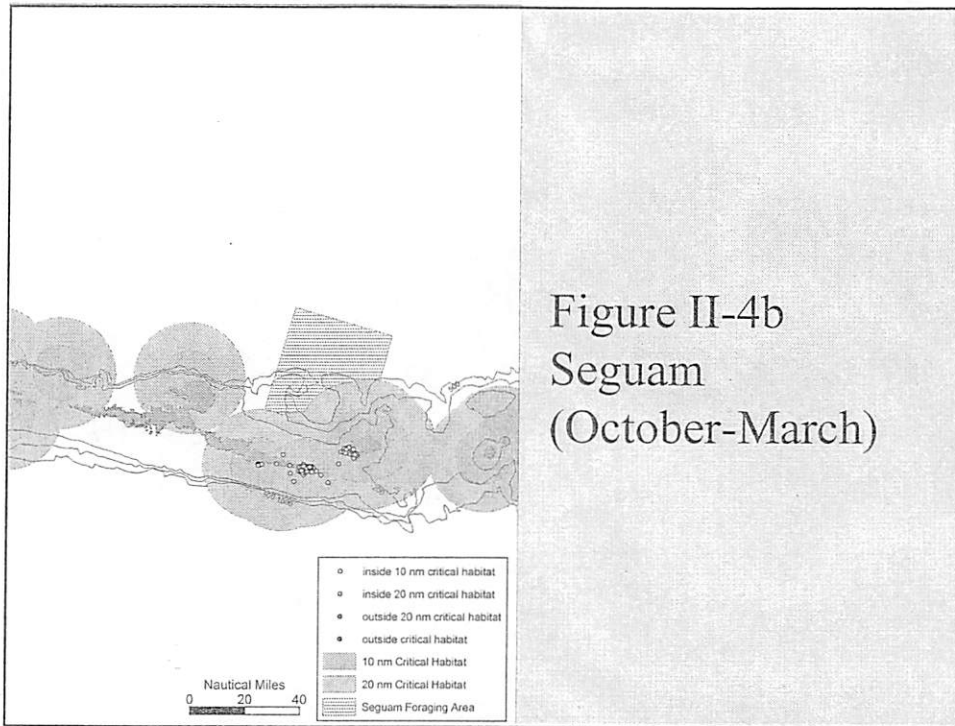 Figure II-4b
Seguam
(October-March)
inside 10 nm critical habitat
inside 20 nm critical habitat
outside 20 nm critical habitat
outside critical habitat
10 nm Critical Habitat
20 nm Critical Habitat
Seguam Foraging Area
Nautical Miles
0 20 40